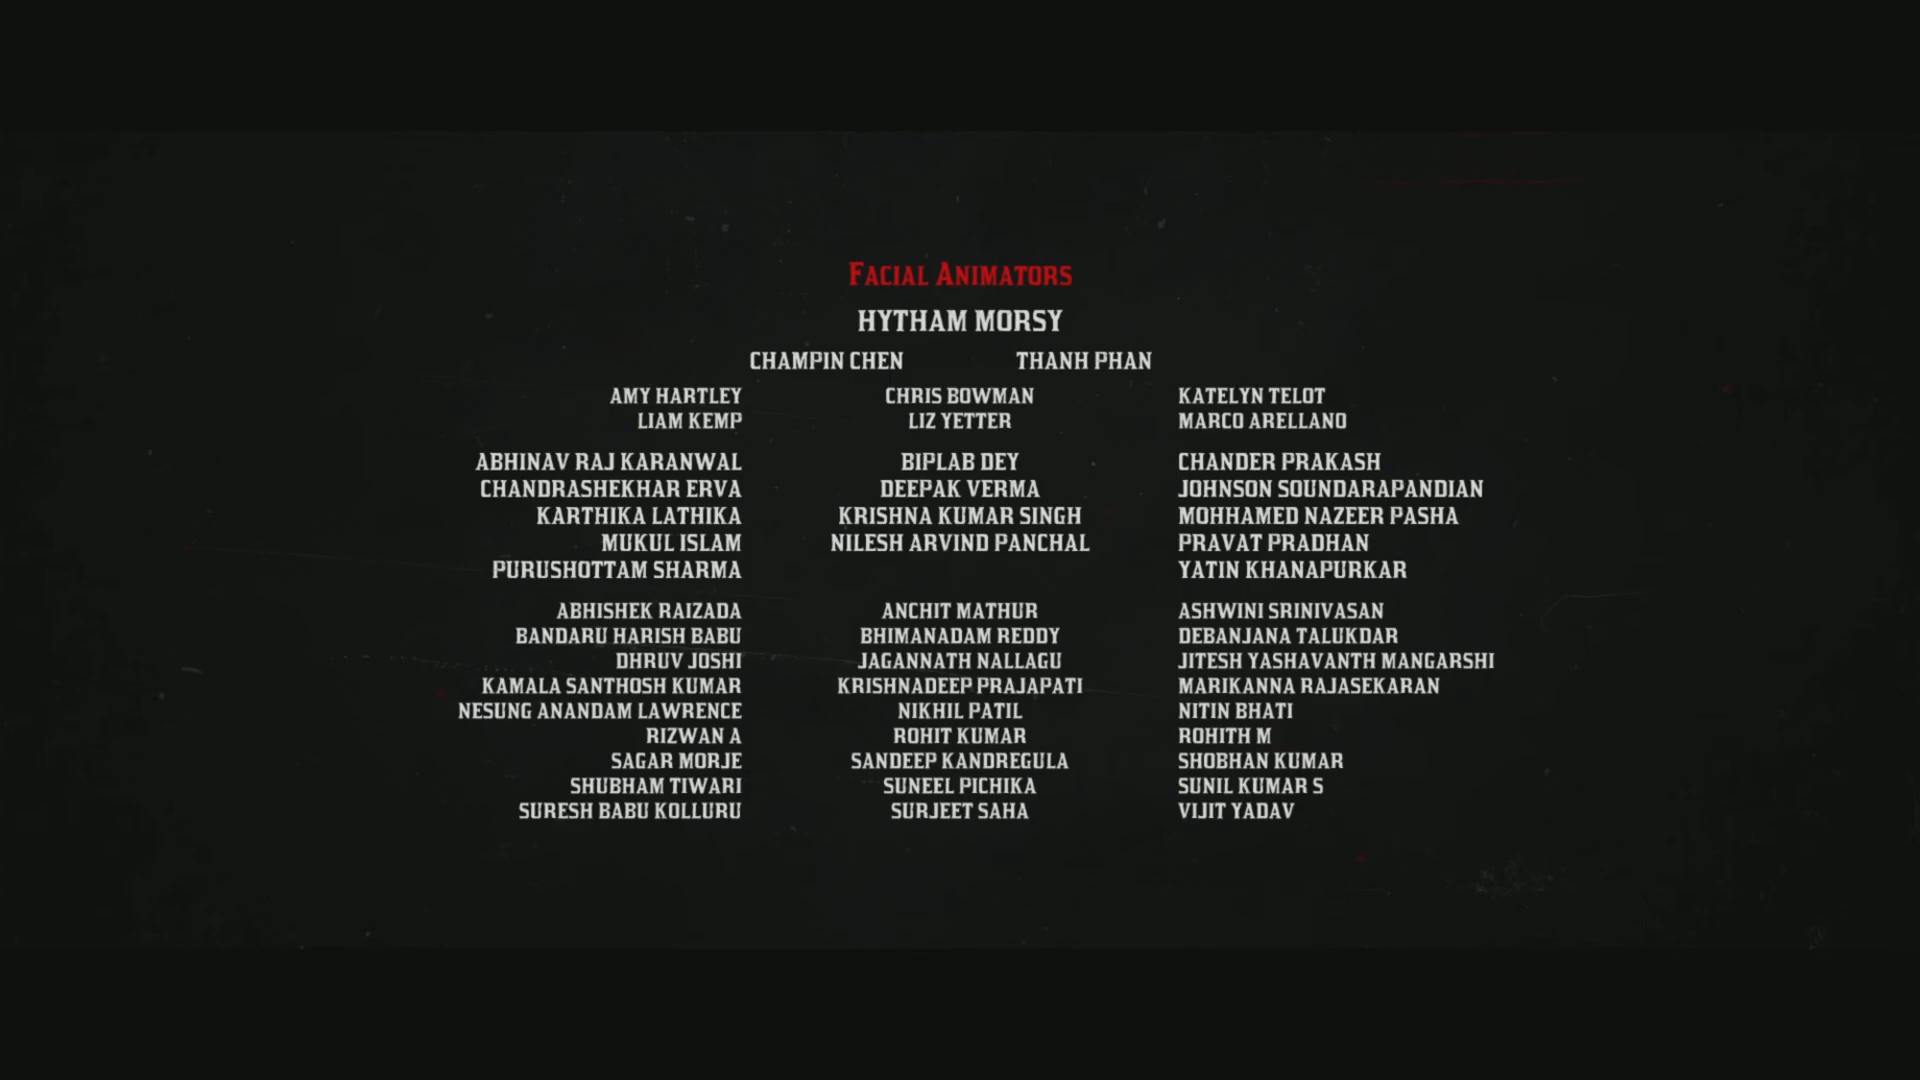 FACIAL ANIMATORS
HYTHAM MORSY
CHAMPIN CHEN THANH PHAN
AMY HARTLEY CHRIS BOWMAN KATELYN TELOT
LIAM KEMP LIZ YETTER MARCO ARELLANO
ABHINAV RAJ KARANWAL BIPLAB DEY CHANDER PRAKASH
CHANDRASHEKHAR ERVA DEEPAK VERMA JOHNSON SOUNDARAPANDIAN
KARTHIKA LATHIKA KRISHNA KUMAR SINGH MOHHAMED NAZEER PASHA
MUKUL ISLAM NILESH ARVIND PANCHAL PRAVAT PRADHAN
PURUSHOTTAM SHARMA YATIN KHANAPURKAR
ABHISHEK RAIZADA ANCHIT MATHUR ASHWINI SRINIVASAN
BANDARU HARISH BABU BHIMANADAM REDDY DEBANJANA TALUKDAR
DHRUV JOSHI JAGANNATH NALLAGU JITESH YASHAVANTH MANGARSHI
KAMALA SANTHOSH KUMAR KRISHNADEEP PRAJAPATI MARIKANNA RAJASEKARAN
NESUNG ANANDAM LAWRENCE NIKHIL PATIL NITIN BHATI
RIZWAN A ROHIT KUMAR ROHITH M
SAGAR MORJE SANDEEP KANDREGULA SHOBHAN KUMAR
SHUBHAM TIWARI SUNEEL PICHIKA SUNIL KUMAR S
SURESH BABU KOLLURU SURJEET SAHA VIJIT YADAV